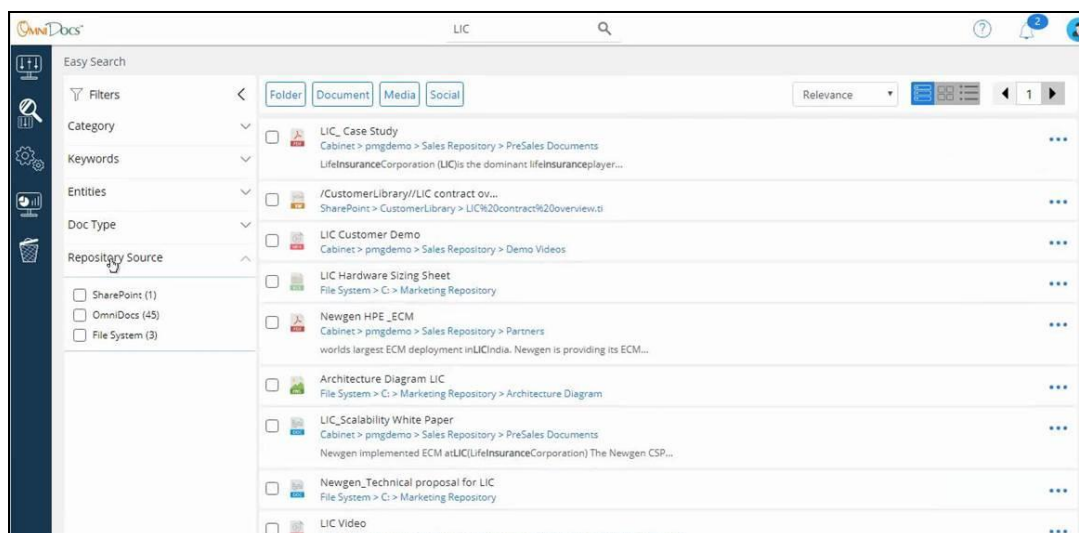 OMNIDOCS™
LIC
2
Easy Search
Filters
Folder
Document
Media
Social
Relevance
1
Category
Keywords
Entities
Doc Type
Repository Source
SharePoint (1)
OmniDocs (45)
File System (3)
LIC_ Case Study
Cabinet > pmgdemo > Sales Repository > PreSales Documents
LifeInsuranceCorporation (LIC)is the dominant lifeinsuranceplayer...
/CustomerLibrary//LIC contract ov...
SharePoint > CustomerLibrary > LIC%20contract%20overview.ti
LIC Customer Demo
Cabinet > pmgdemo > Sales Repository > Demo Videos
LIC Hardware Sizing Sheet
File System > C: > Marketing Repository
Newgen HPE _ECM
Cabinet > pmgdemo > Sales Repository > Partners
worlds largest ECM deployment inLICIndia. Newgen is providing its ECM...
Architecture Diagram LIC
File System > C: > Marketing Repository > Architecture Diagram
LIC_Scalability White Paper
Cabinet > pmgdemo > Sales Repository > PreSales Documents
Newgen implemented ECM atLIC(LifeInsuranceCorporation) The Newgen CSP...
Newgen_Technical proposal for LIC
File System > C: > Marketing Repository
LIC Video